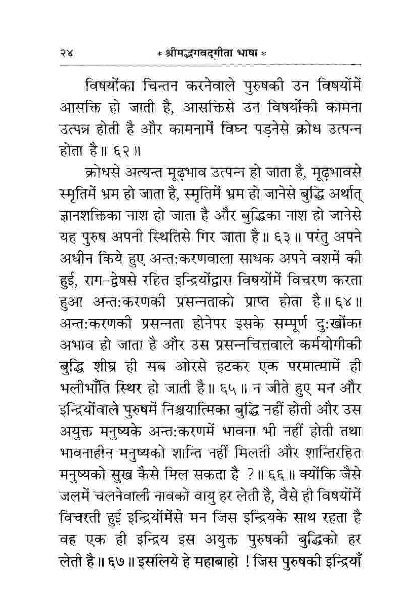 २४ * श्रीमद्भगवद्गीता भाषा *
विषयोंका चिन्तन करनेवाले पुरुषकी उन विषयोंमें
आसक्ति हो जाती है, आसक्तिसे उन विषयोंकी कामना
उत्पन्न होती है और कामनामें विघ्न पड़नेसे क्रोध उत्पन्न
होता है॥ ६२॥
क्रोधसे अत्यन्त मूढ़भाव उत्पन्न हो जाता है, मूढ़भावसे
स्मृतिमें भ्रम हो जाता है, स्मृतिमें भ्रम हो जानेसे बुद्धि अर्थात्
ज्ञानशक्तिका नाश हो जाता है और बुद्धिका नाश हो जानेसे
यह पुरुष अपनी स्थितिसे गिर जाता है॥ ६३॥ परंतु अपने
अधीन किये हुए अन्त:करणवाला साधक अपने वशमें की
हुई, राग-द्वेषसे रहित इन्द्रियोंद्वारा विषयोंमें विचरण करता
हुआ अन्त:करणकी प्रसन्नताको प्राप्त होता है॥ ६४॥
अन्त:करणकी प्रसन्नता होनेपर इसके सम्पूर्ण दु:खोंका
अभाव हो जाता है और उस प्रसन्नचित्तवाले कर्मयोगीकी
बुद्धि शीघ्र ही सब ओरसे हटकर एक परमात्मामें ही
भलीभाँति स्थिर हो जाती है॥ ६५॥ न जीते हुए मन और
इन्द्रियोंवाले पुरुषमें निश्चयात्मिका बुद्धि नहीं होती और उस
अयुक्त मनुष्यके अन्त:करणमें भावना भी नहीं होती तथा
भावनाहीन मनुष्यको शान्ति नहीं मिलती और शान्तिरहित
मनुष्यको सुख कैसे मिल सकता है ?॥ ६६॥ क्योंकि जैसे
जलमें चलनेवाली नावको वायु हर लेती है, वैसे ही विषयोंमें
विचरती हुई इन्द्रियोंमेंसे मन जिस इन्द्रियके साथ रहता है
वह एक ही इन्द्रिय इस अयुक्त पुरुषकी बुद्धिको हर
लेती है॥ ६७॥ इसलिये हे महाबाहो ! जिस पुरुषकी इन्द्रियाँ